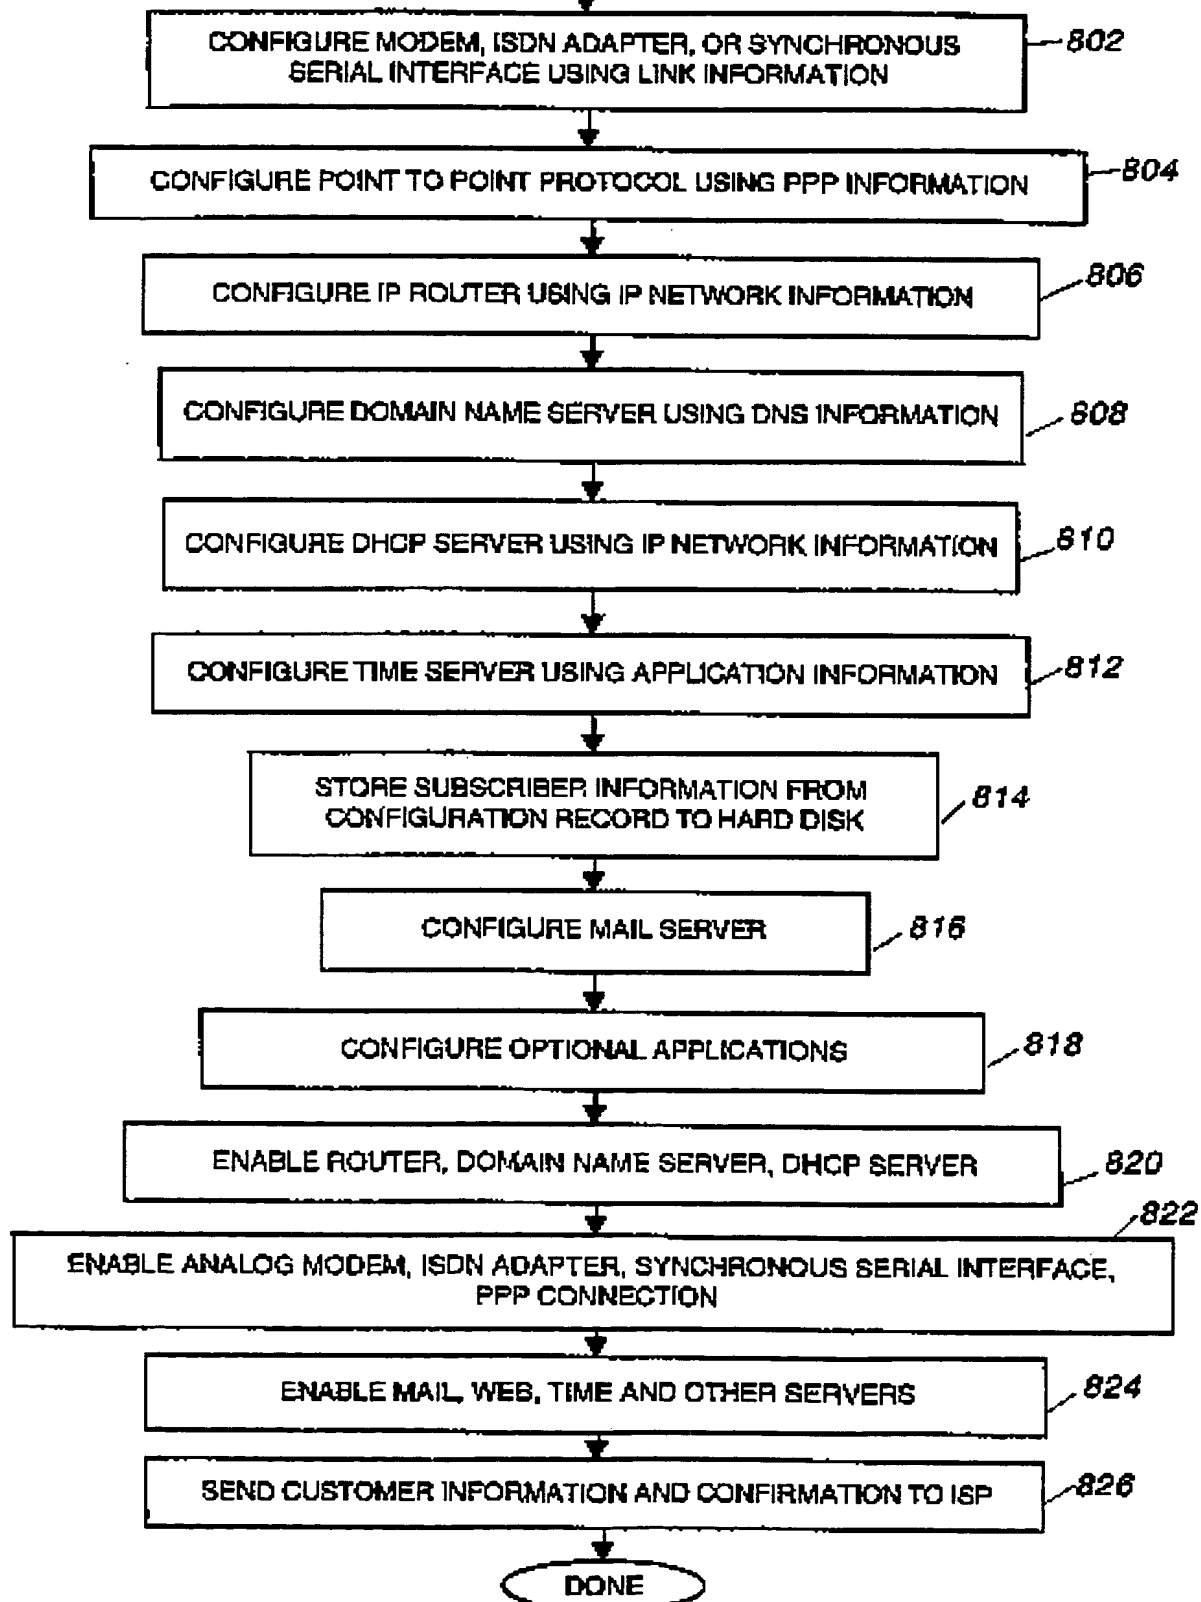 CONFIGURE MODEM, ISDN ADAPTER, OR SYNCHRONOUS
SERIAL INTERFACE USING LINK INFORMATION
802
CONFIGURE POINT TO POINT PROTOCOL USING PPP INFORMATION
804
CONFIGURE IP ROUTER USING IP NETWORK INFORMATION
806
CONFIGURE DOMAIN NAME SERVER USING DNS INFORMATION
808
CONFIGURE DHCP SERVER USING IP NETWORK INFORMATION
810
CONFIGURE TIME SERVER USING APPLICATION INFORMATION
812
STORE SUBSCRIBER INFORMATION FROM
CONFIGURATION RECORD TO HARD DISK
814
CONFIGURE MAIL SERVER
816
CONFIGURE OPTIONAL APPLICATIONS
818
ENABLE ROUTER, DOMAIN NAME SERVER, DHCP SERVER
820
822
ENABLE ANALOG MODEM, ISDN ADAPTER, SYNCHRONOUS SERIAL INTERFACE,
PPP CONNECTION
ENABLE MAIL, WEB, TIME AND OTHER SERVERS
824
SEND CUSTOMER INFORMATION AND CONFIRMATION TO ISP
826
DONE